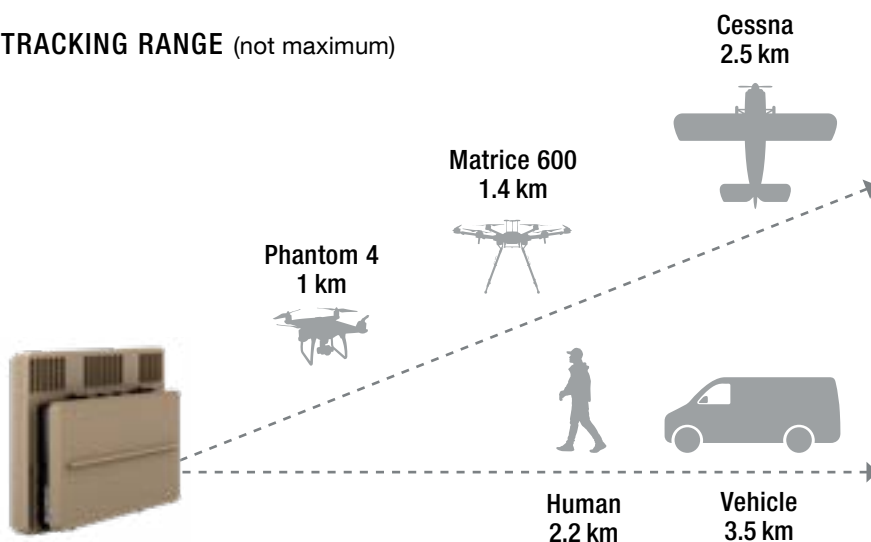 TRACKING RANGE (not maximum)
Cessna
2.5 km
Matrice 600
1.4 km
Phantom 4
1 km
Human
2.2 km
Vehicle
3.5 km